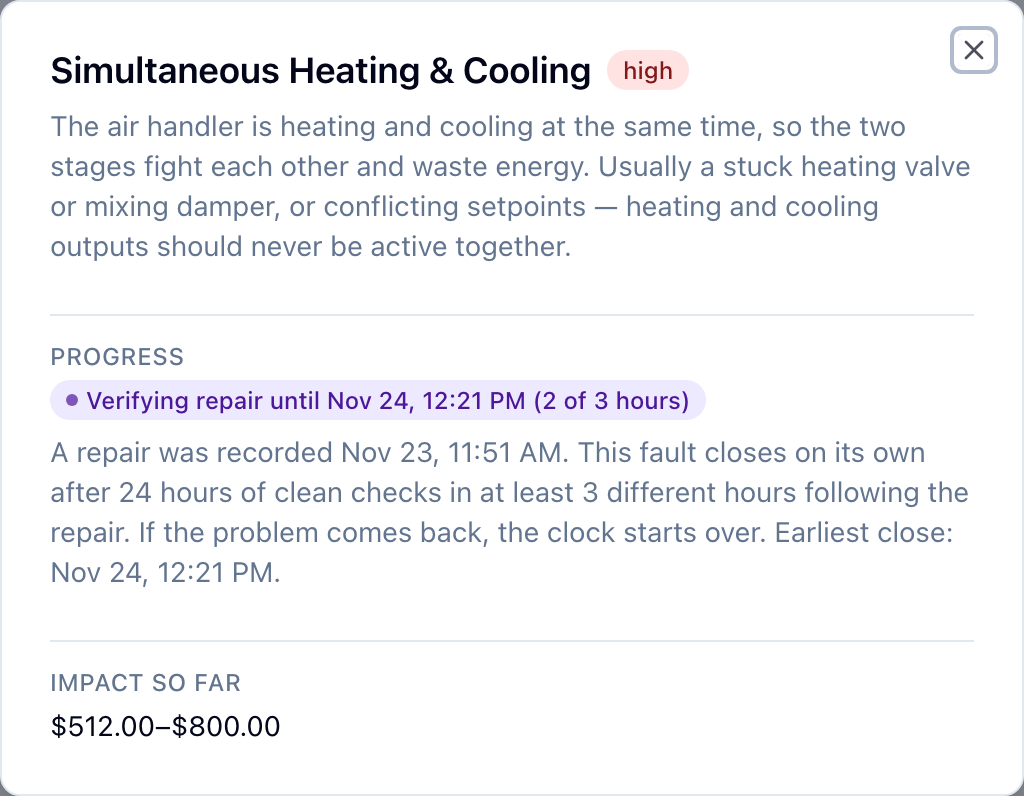 Simultaneous Heating & Cooling high
The air handler is heating and cooling at the same time, so the two
stages fight each other and waste energy. Usually a stuck heating valve
or mixing damper, or conflicting setpoints — heating and cooling
outputs should never be active together.
PROGRESS
Verifying repair until Nov 24, 12:21 PM (2 of 3 hours)
A repair was recorded Nov 23, 11:51 AM. This fault closes on its own
after 24 hours of clean checks in at least 3 different hours following the
repair. If the problem comes back, the clock starts over. Earliest close:
Nov 24, 12:21 PM.
IMPACT SO FAR
$512.00–$800.00